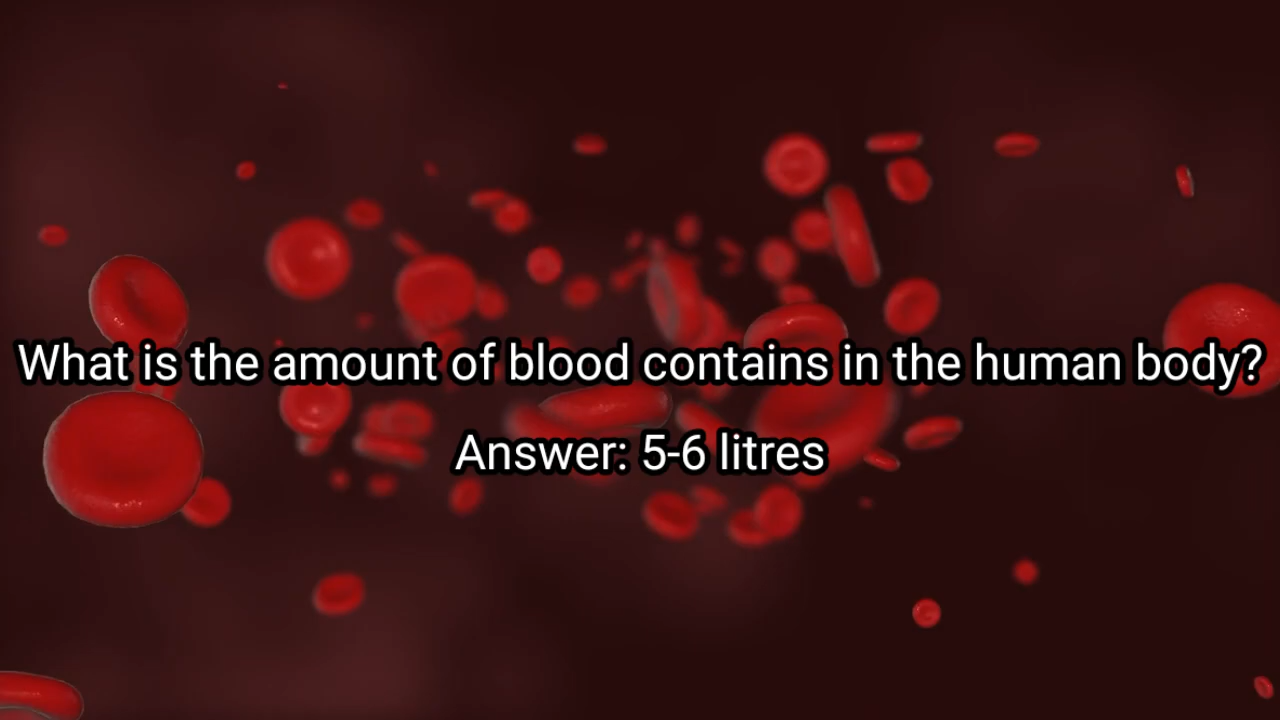 What is the amount of blood contains in the human body?
Answer: 5-6 litres